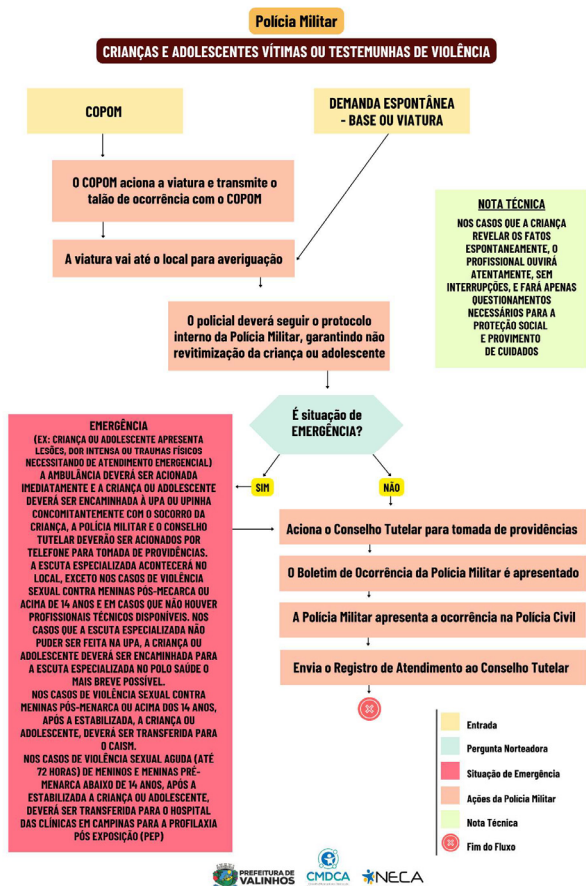 Polícia Militar
CRIANÇAS E ADOLESCENTES VÍTIMAS OU TESTEMUNHAS DE VIOLÊNCIA
COPOM
DEMANDA ESPONTÂNEA
- BASE OU VIATURA
O COPOM aciona a viatura e transmite o
talão de ocorrência com o COPOM
A viatura vai até o local para averiguação
NOTA TÉCNICA
NOS CASOS QUE A CRIANÇA
REVELAR OS FATOS
ESPONTANEAMENTE, O
PROFISSIONAL OUVIRÁ
ATENTAMENTE, SEM
INTERRUPÇÕES, E FARÁ APENAS
QUESTIONAMENTOS
NECESSÁRIOS PARA A
PROTEÇÃO SOCIAL
E PROVIMENTO
DE CUIDADOS
O policial deverá seguir o protocolo
interno da Polícia Militar, garantindo não
revitimização da criança ou adolescente
É situação de
EMERGÊNCIA?
SIM
NÃO
EMERGÊNCIA
(EX: CRIANÇA OU ADOLESCENTE APRESENTA
LESÕES, DOR INTENSA OU TRAUMAS FÍSICOS
NECESSITANDO DE ATENDIMENTO EMERGENCIAL)
A AMBULÂNCIA DEVERÁ SER ACIONADA
IMEDIATAMENTE E A CRIANÇA OU ADOLESCENTE
DEVERÁ SER ENCAMINHADA À UPA OU UPINHA
CONCOMITANTEMENTE COM O SOCORRO DA
CRIANÇA, A POLÍCIA MILITAR E O CONSELHO
TUTELAR DEVERÃO SER ACIONADOS POR
TELEFONE PARA TOMADA DE PROVIDÊNCIAS.
A ESCUTA ESPECIALIZADA ACONTECERÁ NO
LOCAL, EXCETO NOS CASOS DE VIOLÊNCIA
SEXUAL CONTRA MENINAS PÓS-MECARCA OU
ACIMA DE 14 ANOS E EM CASOS QUE NÃO HOUVER
PROFISSIONAIS TÉCNICOS DISPONÍVEIS. NOS
CASOS QUE A ESCUTA ESPECIALIZADA NÃO
PUDER SER FEITA NA UPA, A CRIANÇA OU
ADOLESCENTE DEVERÁ SER ENCAMINHADA PARA
A ESCUTA ESPECIALIZADA NO POLO SAÚDE O
MAIS BREVE POSSÍVEL.
NOS CASOS DE VIOLÊNCIA SEXUAL CONTRA
MENINAS PÓS-MENARCA OU ACIMA DOS 14 ANOS,
APÓS A ESTABILIZADA, A CRIANÇA OU
ADOLESCENTE, DEVERÁ SER TRANSFERIDA PARA
O CAISM.
NOS CASOS DE VIOLÊNCIA SEXUAL AGUDA (ATÉ
72 HORAS) DE MENINOS E MENINAS PRÉ-
MENARCA ABAIXO DE 14 ANOS, APÓS A
ESTABILIZADA A CRIANÇA OU ADOLESCENTE,
DEVERÁ SER TRANSFERIDA PARA O HOSPITAL
DAS CLÍNICAS EM CAMPINAS PARA A PROFILAXIA
PÓS EXPOSIÇÃO (PEP)
Aciona o Conselho Tutelar para tomada de providências
O Boletim de Ocorrência da Polícia Militar é apresentado
A Polícia Militar apresenta a ocorrência na Polícia Civil
Envia o Registro de Atendimento ao Conselho Tutelar
Entrada
Pergunta Norteadora
Situação de Emergência
Ações da Polícia Militar
Nota Técnica
Fim do Fluxo
PREFEITURA DE
VALINHOS
CMDCA
NECA